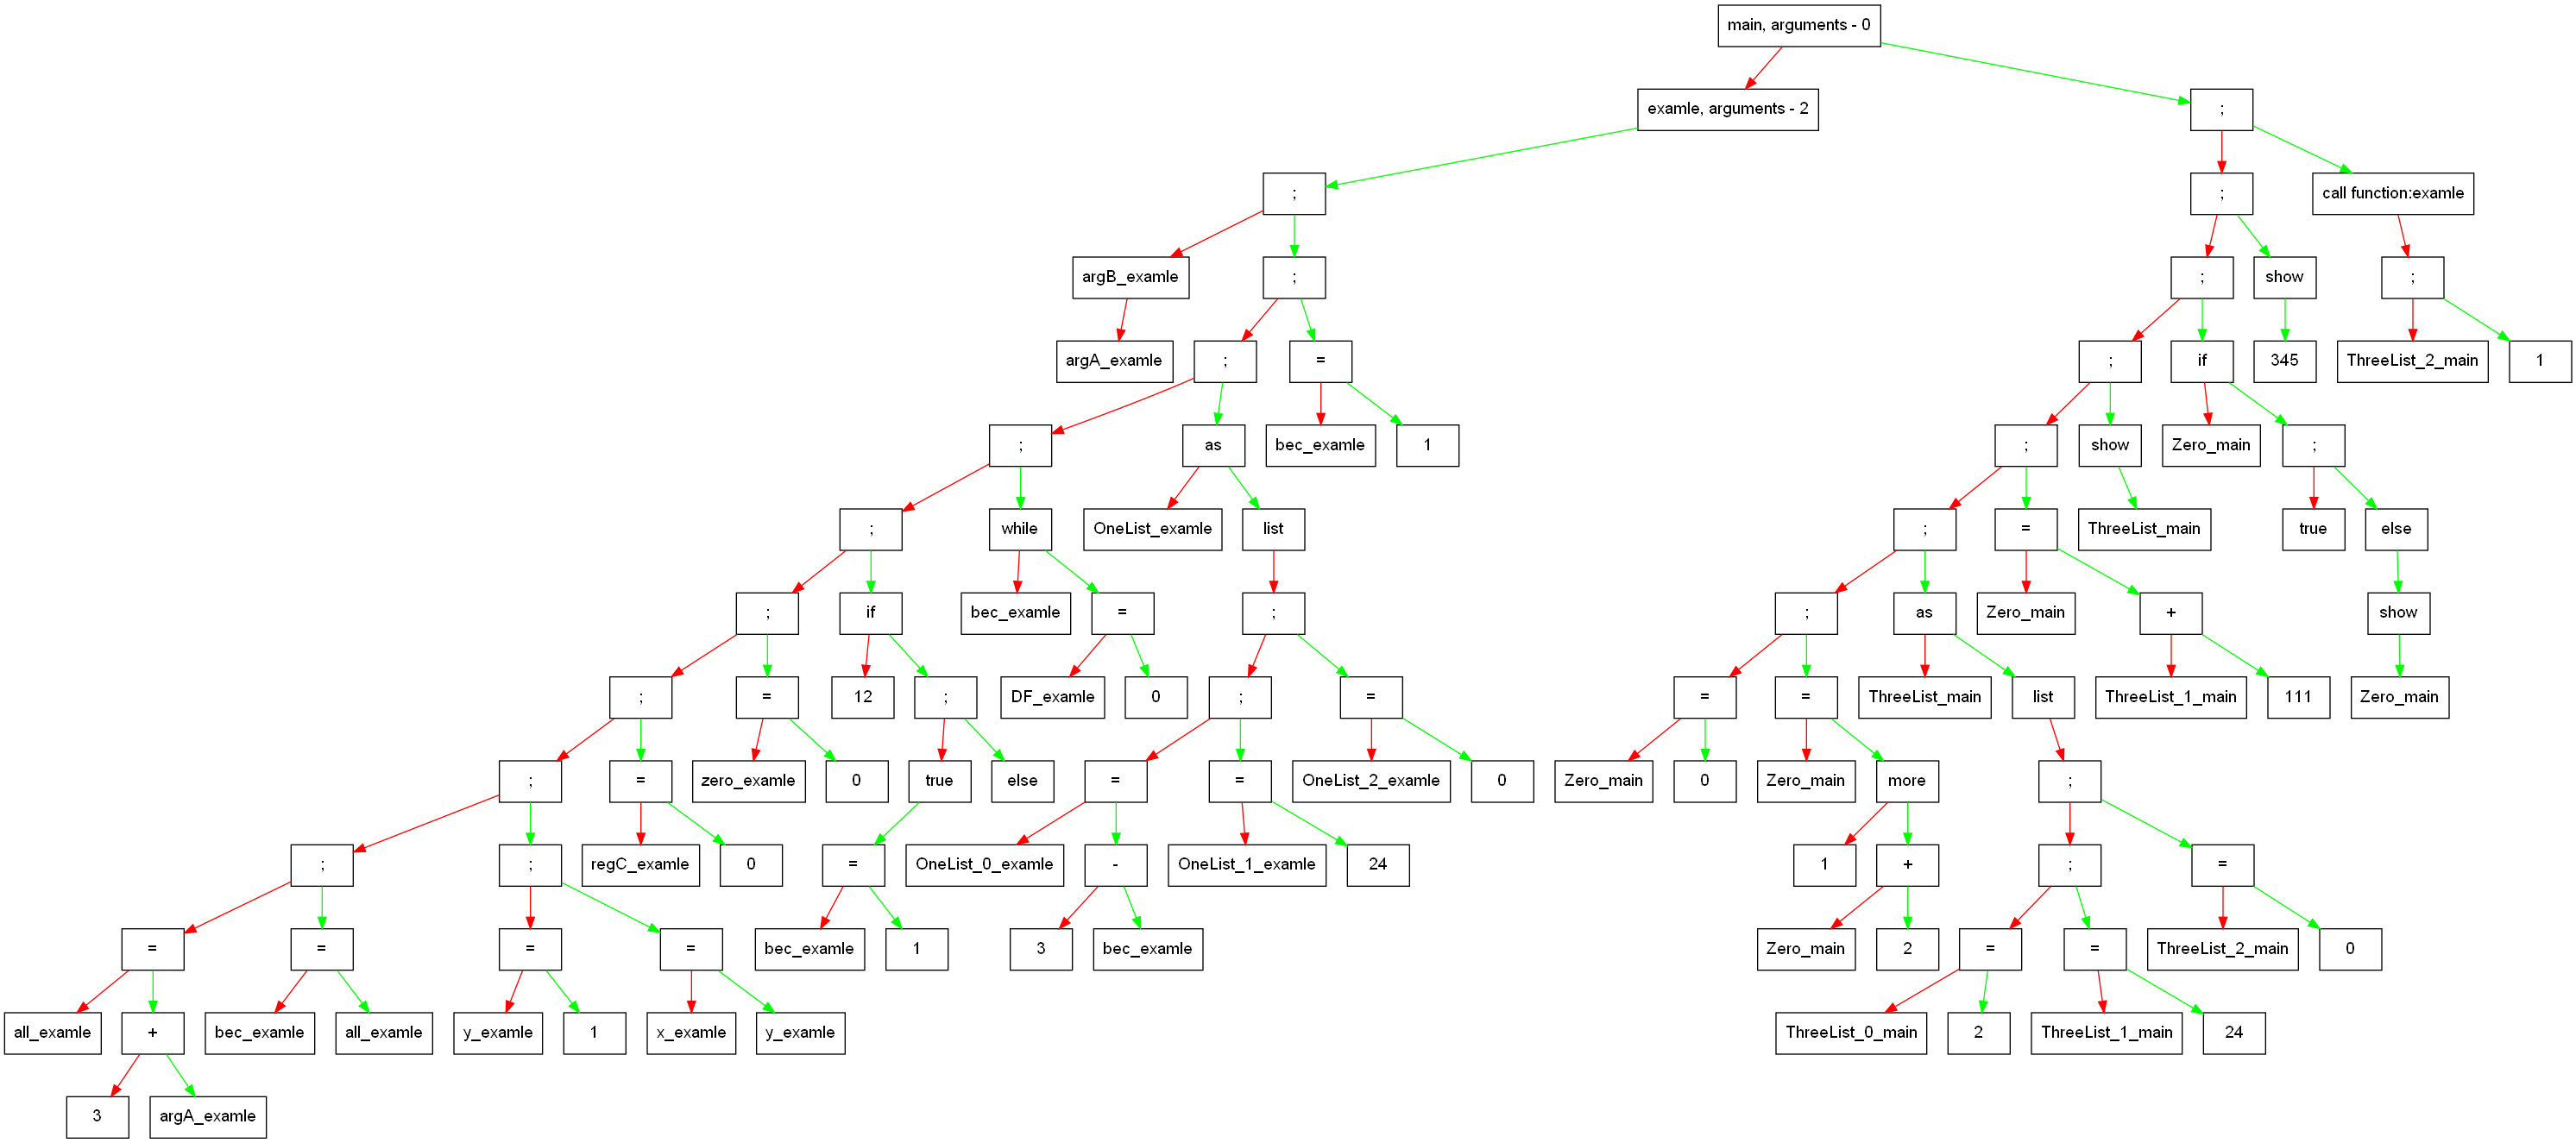 main, arguments - 0
examle, arguments - 2
;
;
;
call function:examle
argB_examle
;
;
show
;
argA_examle
;
=
;
if
345
ThreeList_2_main
1
;
as
bec_examle
1
;
show
Zero_main
;
;
while
OneList_examle
list
;
=
ThreeList_main
true
else
;
if
bec_examle
=
;
;
as
Zero_main
+
show
;
=
12
;
DF_examle
0
;
=
=
=
ThreeList_main
list
ThreeList_1_main
111
Zero_main
;
=
zero_examle
0
true
else
=
=
OneList_2_examle
0
Zero_main
0
Zero_main
more
;
;
;
regC_examle
0
=
OneList_0_examle
-
OneList_1_examle
24
1
+
;
=
=
=
=
=
bec_examle
1
3
bec_examle
Zero_main
2
=
=
ThreeList_2_main
0
all_examle
+
bec_examle
all_examle
y_examle
1
x_examle
y_examle
ThreeList_0_main
2
ThreeList_1_main
24
3
argA_examle